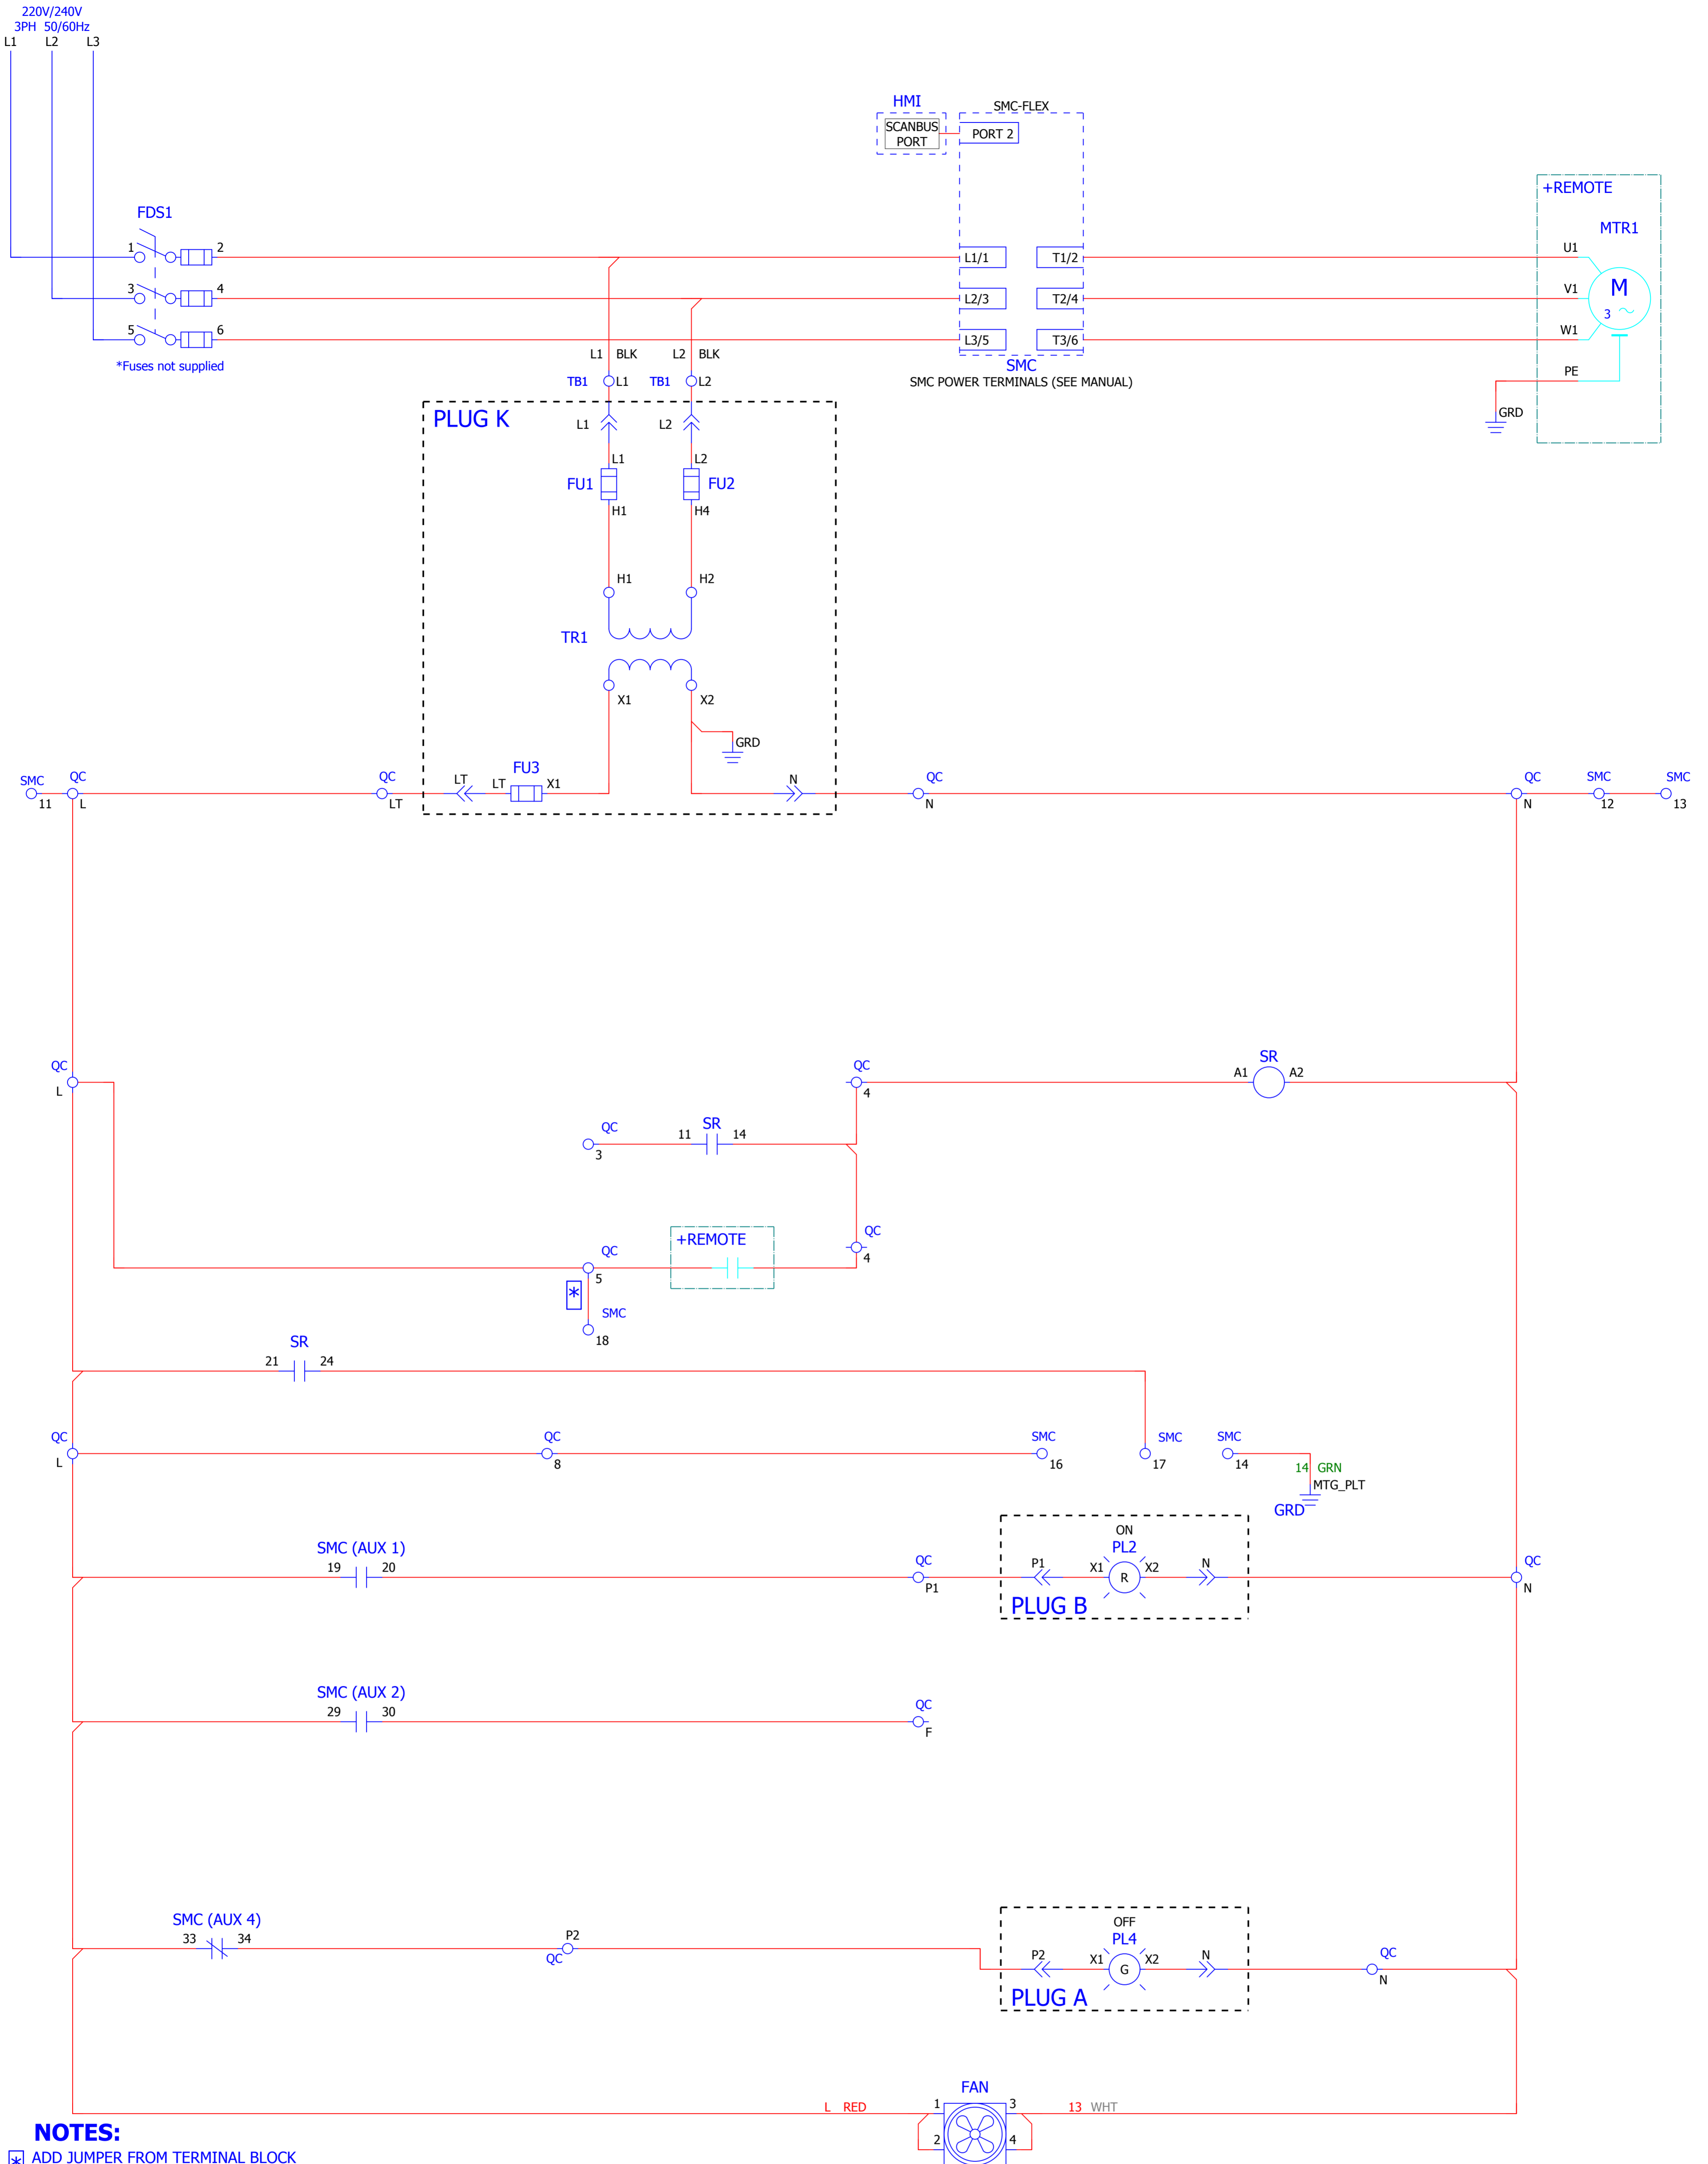 220V/240V
3PH 50/60Hz
L1 L2 L3
HMI
SMC-FLEX
SCANBUS
PORT
PORT 2
+REMOTE
FDS1
MTR1
1 2
L1/1 T1/2
U1
3 4
L2/3 T2/4
V1
M
3
5 6
L3/5 T3/6
W1
*Fuses not supplied
L1 BLK L2 BLK
SMC
SMC POWER TERMINALS (SEE MANUAL)
PE
TB1 L1 TB1 L2
GRD
PLUG K
L1 L2
L1 L2
FU1 FU2
H1 H4
H1 H2
TR1
X1 X2
GRD
SMC QC QC LT LT FU3 X1 N QC QC SMC SMC
11 L LT N N 12 13
QC QC SR
L 4 A1 A2
QC 11 SR 14
3
QC
4
+REMOTE
QC
5
*
SMC
18
SR
21 24
QC QC SMC SMC SMC
L 8 16 17 14
14 GRN
MTG_PLT
GRD
ON
SMC (AUX 1)
19 20
QC
P1
P1 X1 PL2 X2 N
R
PLUG B
QC
N
SMC (AUX 2)
29 30
QC
F
SMC (AUX 4)
33 34
P2
QC
OFF
PL4
P2 X1 X2 N
G
PLUG A
QC
N
FAN
L RED 1 3 13 WHT
2 4
NOTES:
* ADD JUMPER FROM TERMINAL BLOCK